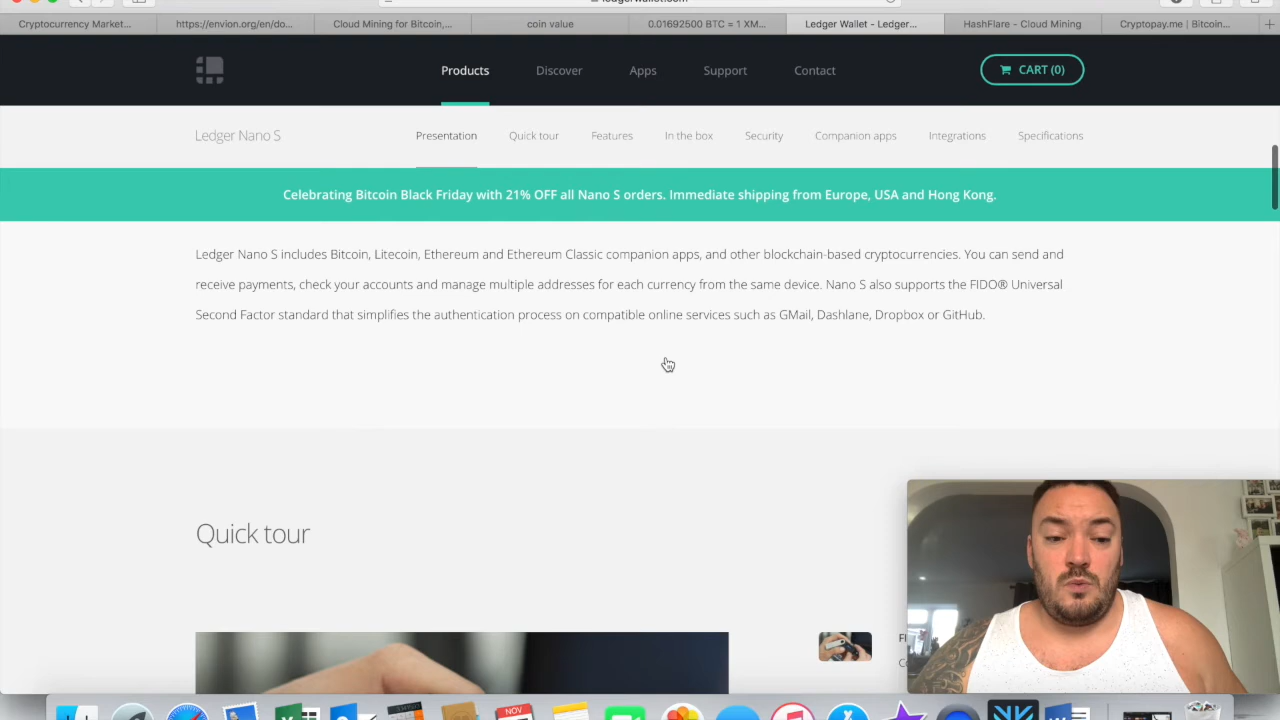 ledgerwallet.com
Cryptocurrency Market...
https://envion.org/en/do...
Cloud Mining for Bitcoin,...
coin value
0.01692500 BTC = 1 XM...
Ledger Wallet - Ledger...
HashFlare - Cloud Mining
Cryptopay.me | Bitcoin...
Products
Discover
Apps
Support
Contact
CART (0)
Ledger Nano S
Presentation
Quick tour
Features
In the box
Security
Companion apps
Integrations
Specifications
Celebrating Bitcoin Black Friday with 21% OFF all Nano S orders. Immediate shipping from Europe, USA and Hong Kong.
Ledger Nano S includes Bitcoin, Litecoin, Ethereum and Ethereum Classic companion apps, and other blockchain-based cryptocurrencies. You can send and
receive payments, check your accounts and manage multiple addresses for each currency from the same device. Nano S also supports the FIDO® Universal
Second Factor standard that simplifies the authentication process on compatible online services such as GMail, Dashlane, Dropbox or GitHub.
Quick tour
NOV